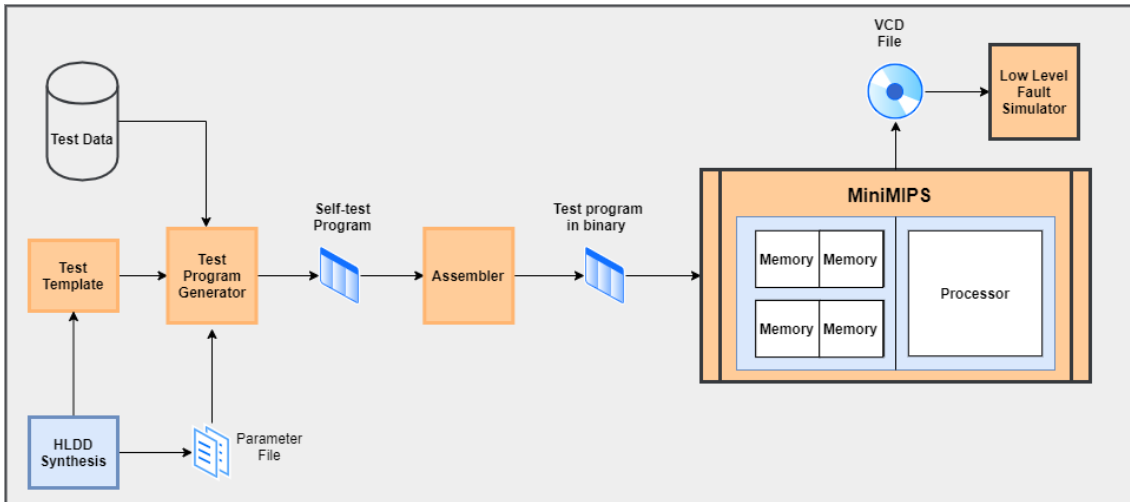 VCD
File
Low Level
Fault
Simulator
Test Data
MiniMIPS
Self-test
Program
Test program
in binary
Test
Template
Test
Program
Generator
Assembler
Memory
Memory
Processor
Memory
Memory
HLDD
Synthesis
Parameter
File